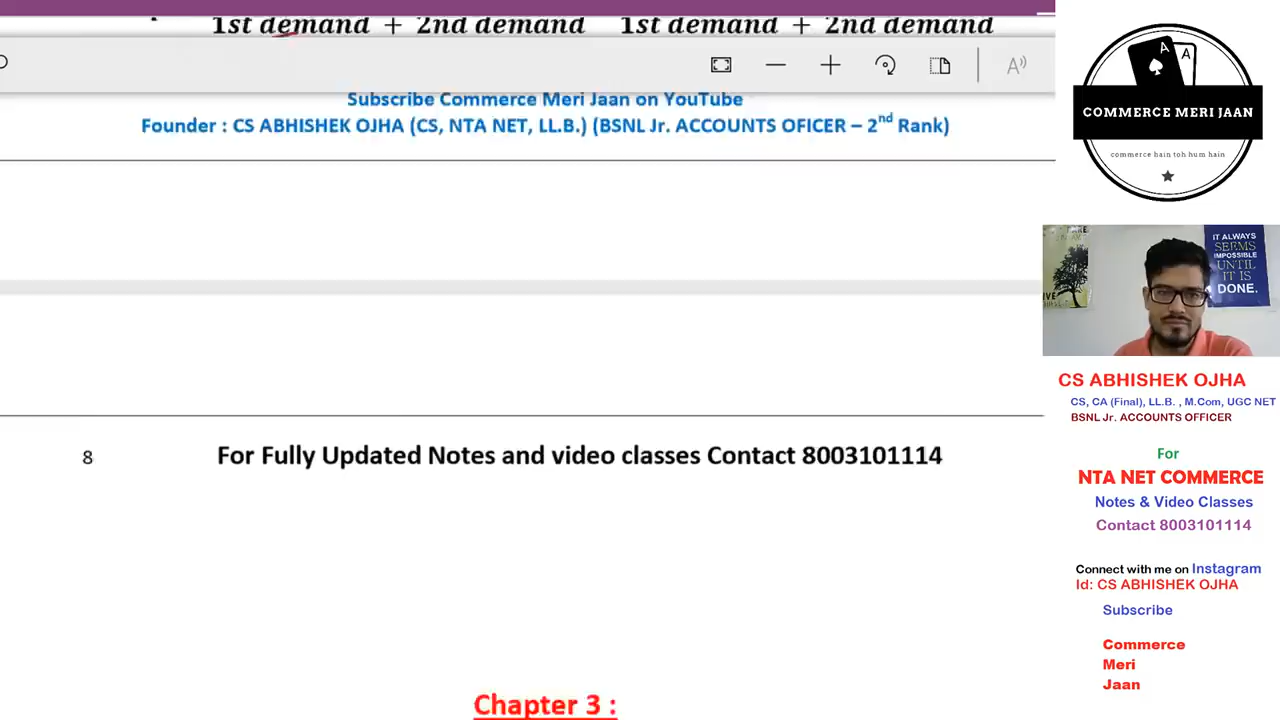 1st demand + 2nd demand 1st demand + 2nd demand
Subscribe Commerce Meri Jaan on YouTube
Founder : CS ABHISHEK OJHA (CS, NTA NET, LL.B.) (BSNL Jr. ACCOUNTS OFICER – 2nd Rank)
8 For Fully Updated Notes and video classes Contact 8003101114
Chapter 3 :
A A
COMMERCE MERI JAAN
commerce hain toh hum hain
IT ALWAYS
SEEMS
IMPOSSIBLE
UNTIL
IT IS
DONE.
CS ABHISHEK OJHA
CS, CA (Final), LL.B. , M.Com, UGC NET
BSNL Jr. ACCOUNTS OFFICER
For
NTA NET COMMERCE
Notes & Video Classes
Contact 8003101114
Connect with me on Instagram
Id: CS ABHISHEK OJHA
Subscribe
Commerce
Meri
Jaan